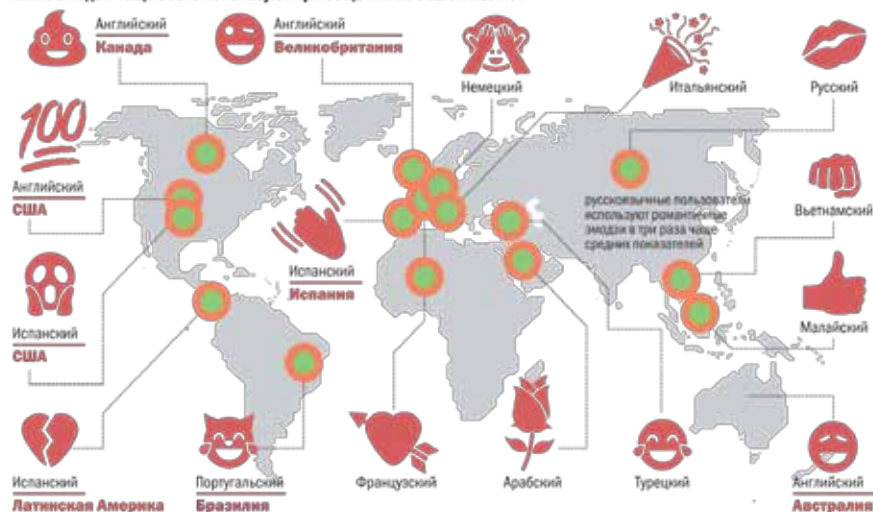 Английский
Канада
Английский
Великобритания
Немецкий
Итальянский
Русский
100
Английский
США
Испанский
Испания
русскоязычные пользователи
используют романтичные
эмодзи в три раза чаще
средних показателей
Вьетнамский
Испанский
США
Малайский
Испанский
Латинская Америка
Португальский
Бразилия
Французский
Арабский
Турецкий
Английский
Австралия